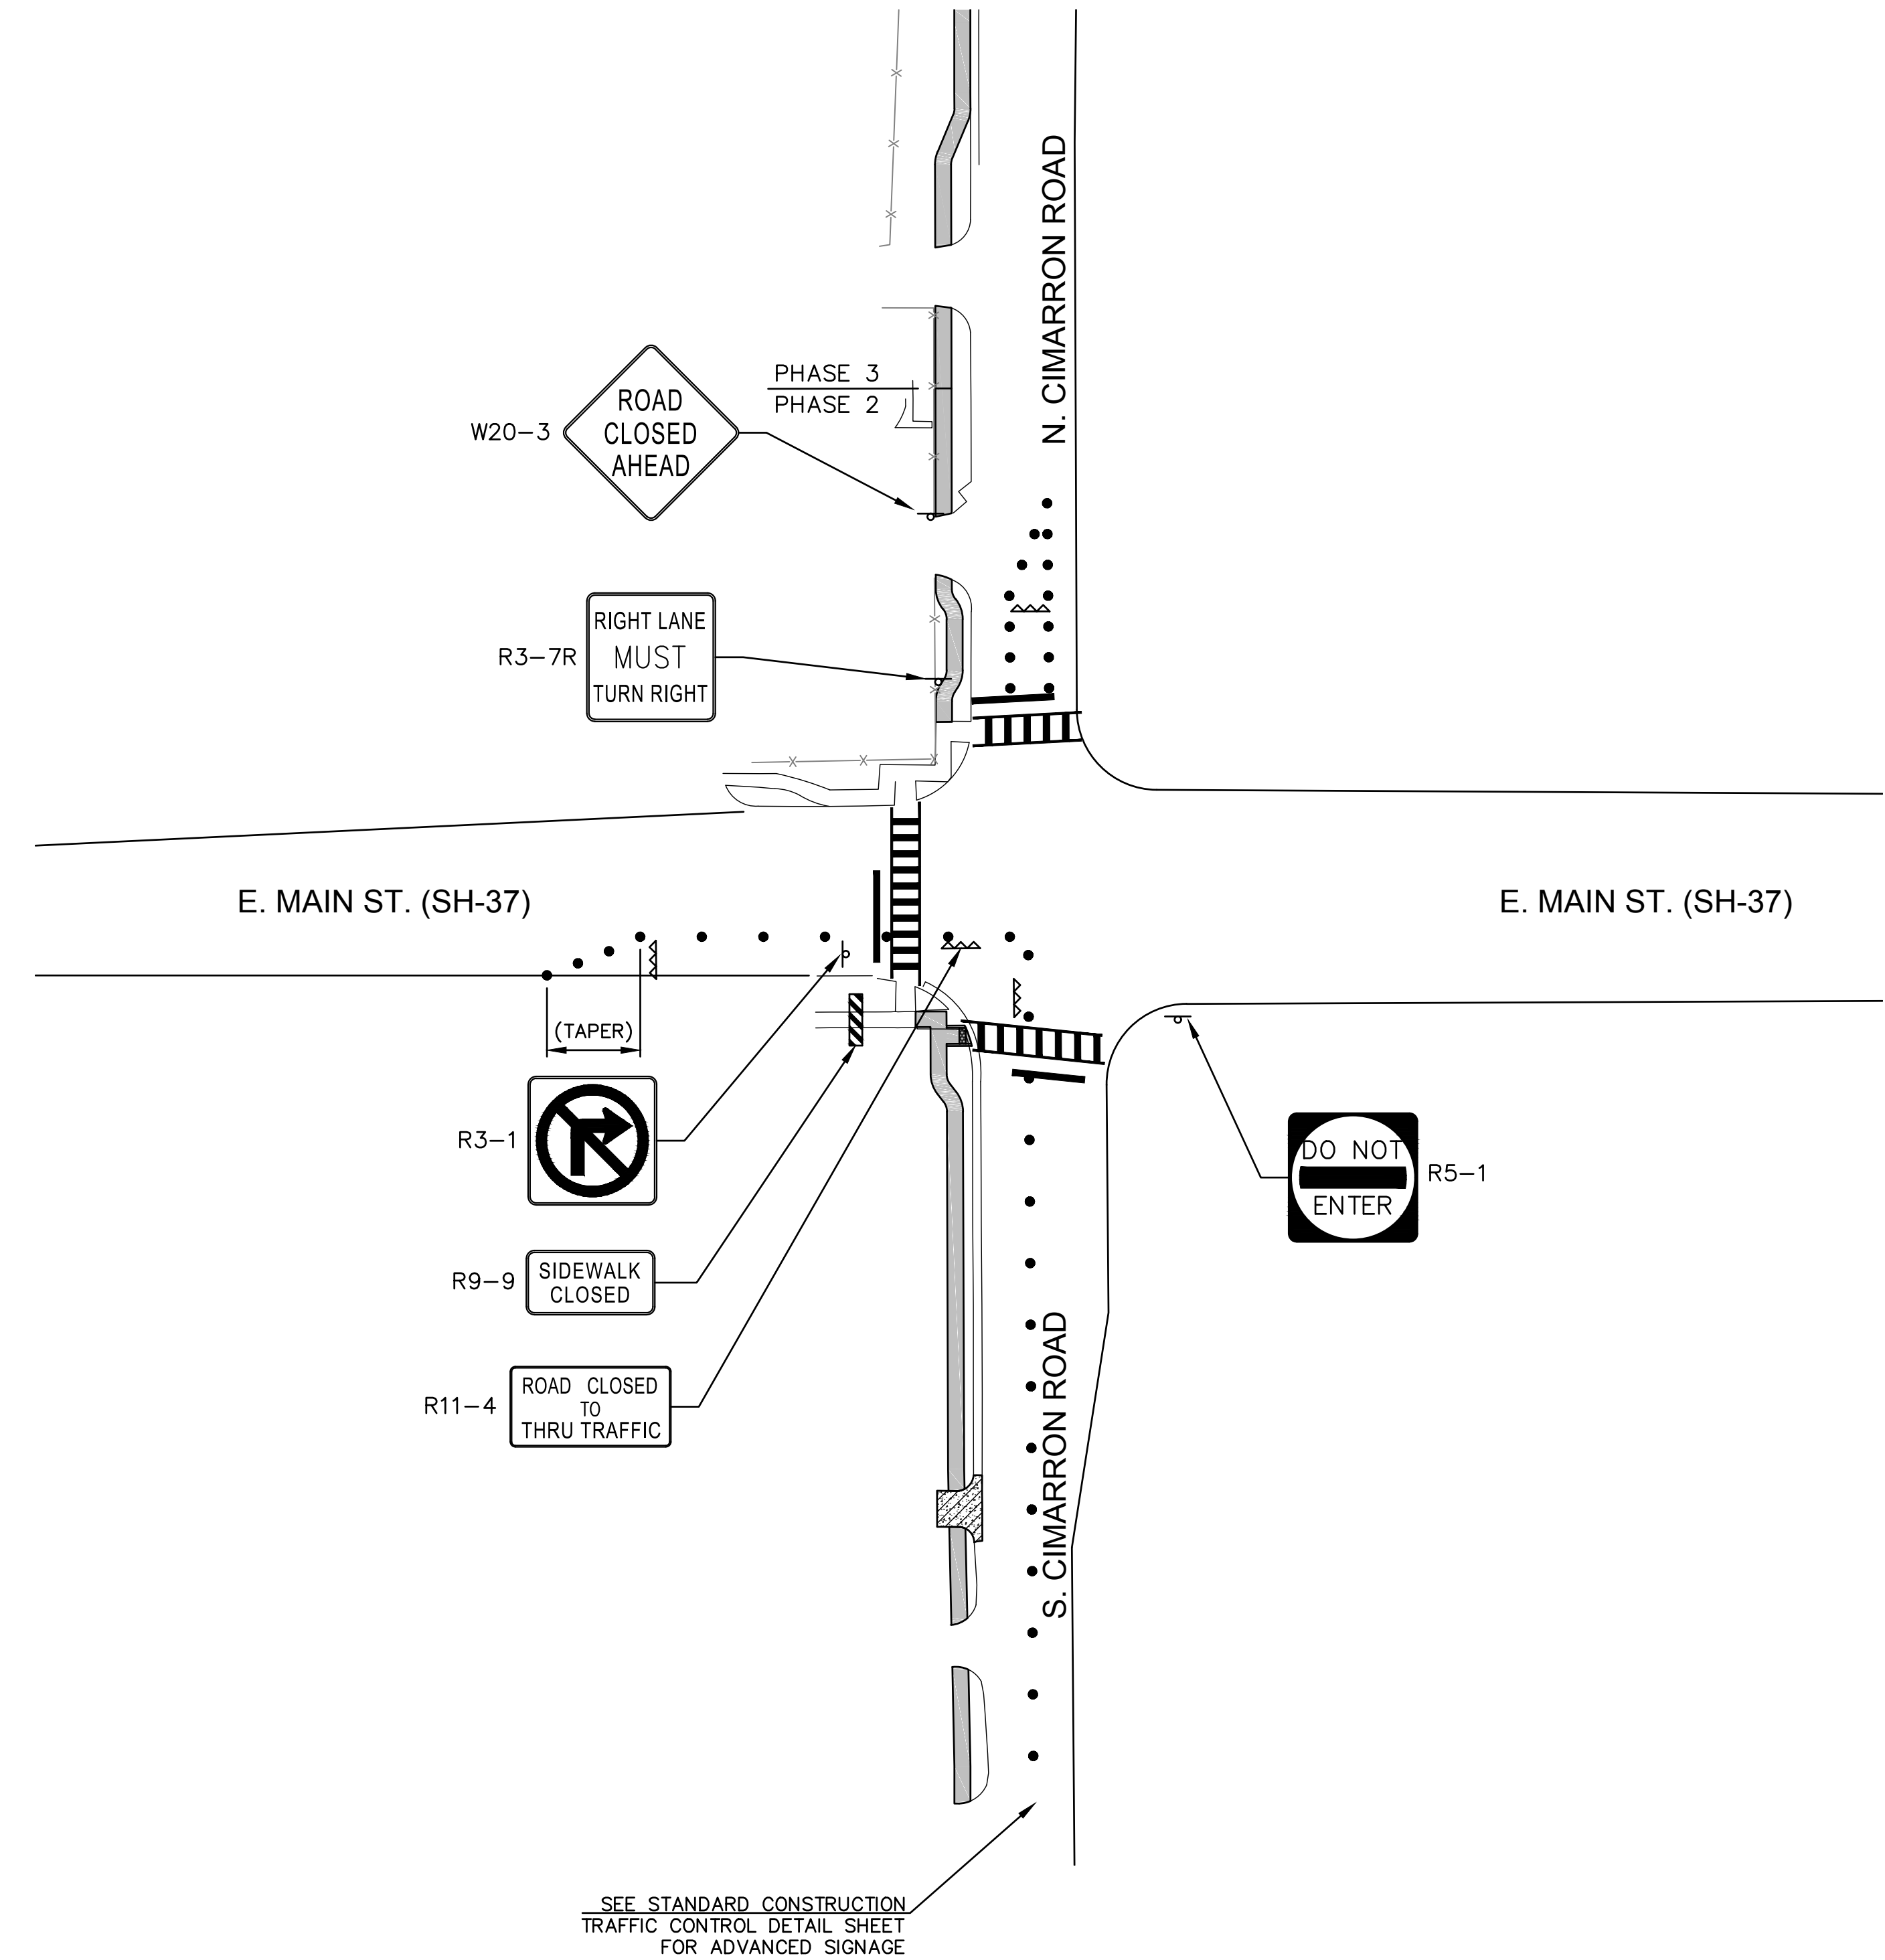 N. CIMARRON ROAD
PHASE 3
PHASE 2
W20-3
ROAD
CLOSED
AHEAD
R3-7R
RIGHT LANE
MUST
TURN RIGHT
E. MAIN ST. (SH-37)
E. MAIN ST. (SH-37)
(TAPER)
R3-1
DO NOT
ENTER
R5-1
R9-9
SIDEWALK
CLOSED
R11-4
ROAD CLOSED
TO
THRU TRAFFIC
S. CIMARRON ROAD
SEE STANDARD CONSTRUCTION
TRAFFIC CONTROL DETAIL SHEET
FOR ADVANCED SIGNAGE